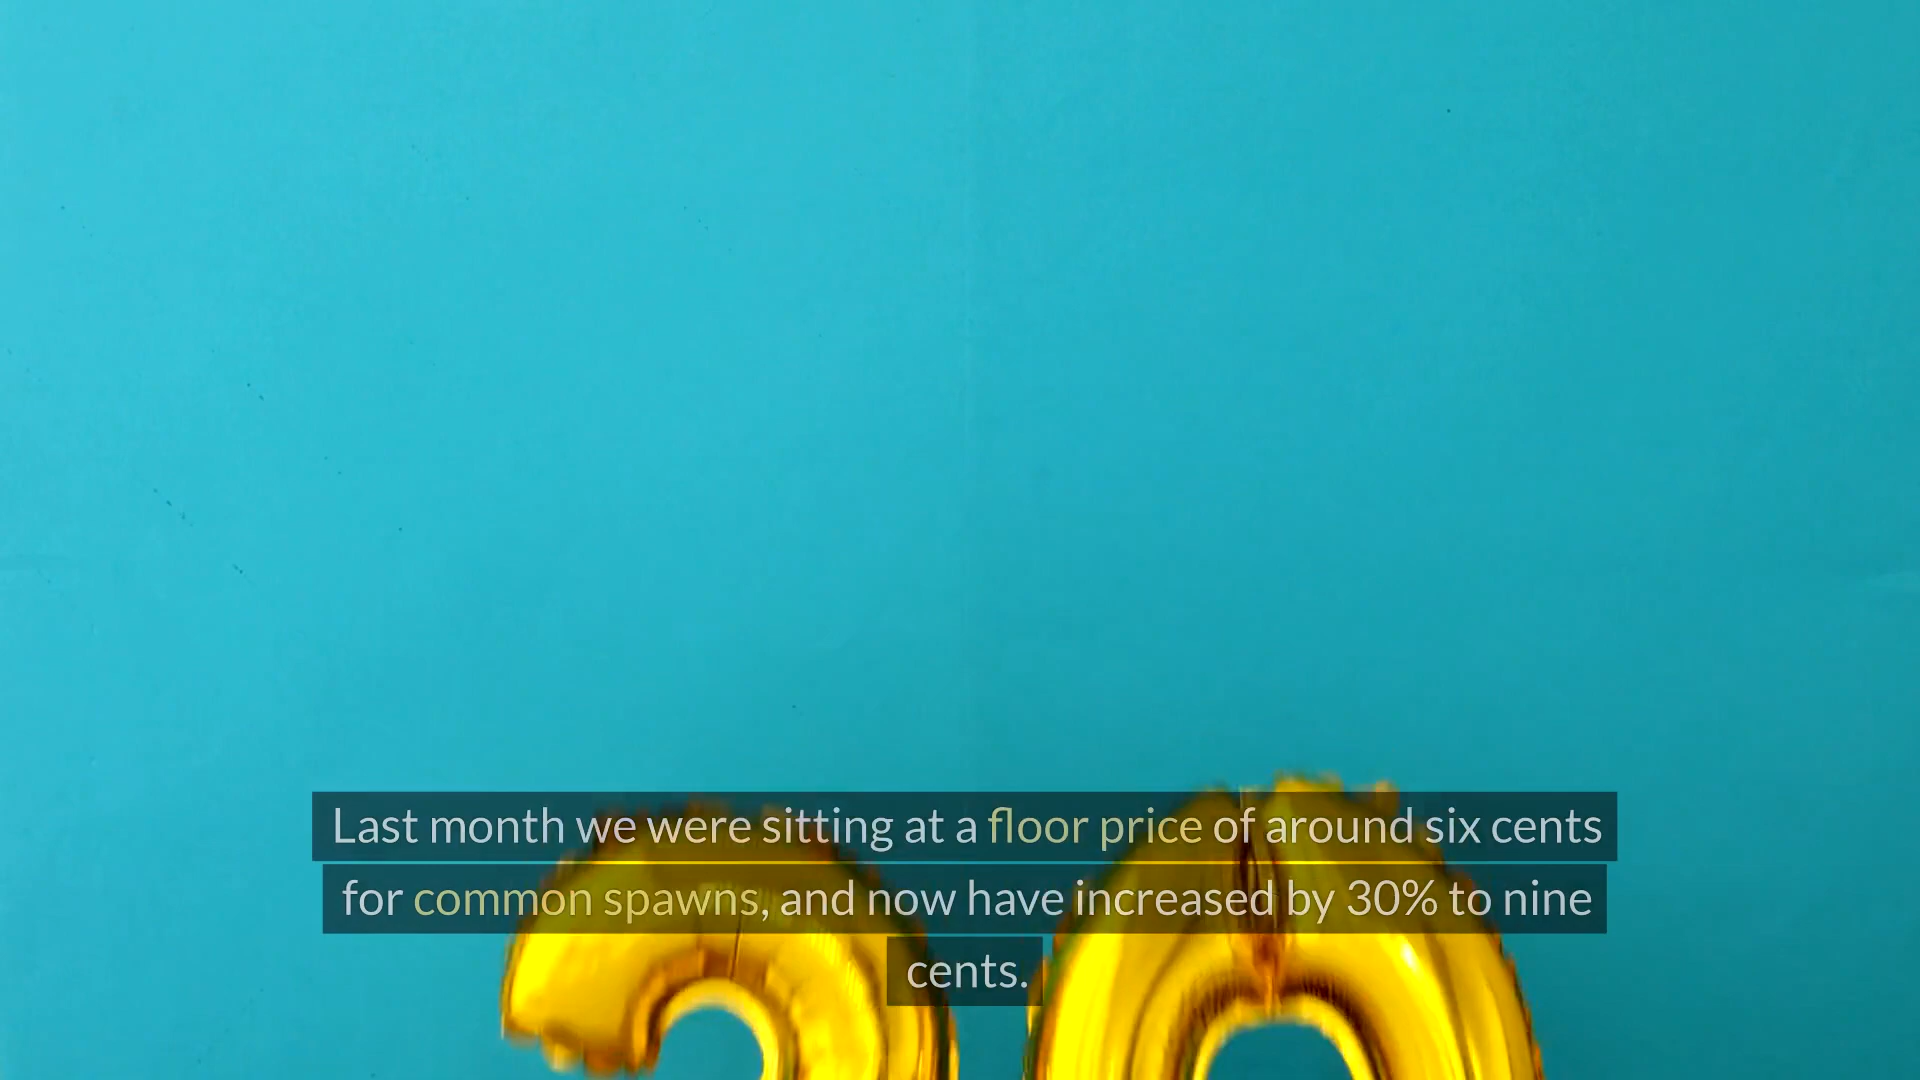 Last month we were sitting at a floor price of around six cents
for common spawns, and now have increased by 30% to nine
cents.